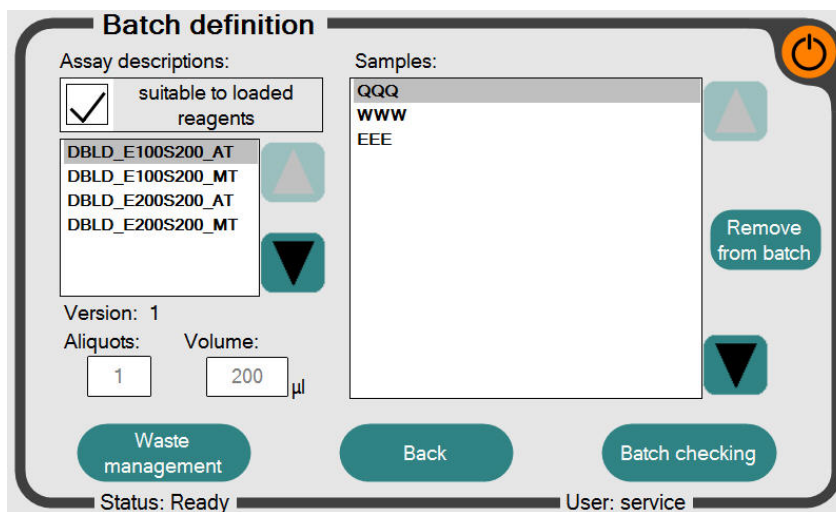 Batch definition
Assay descriptions:
suitable to loaded
reagents
DBLD_E100S200_AT
DBLD_E100S200_MT
DBLD_E200S200_AT
DBLD_E200S200_MT
Version: 1
Aliquots:
Volume:
1
200
µl
Samples:
QQQ
WWW
EEE
Remove
from batch
Waste
management
Back
Batch checking
Status: Ready
User: service